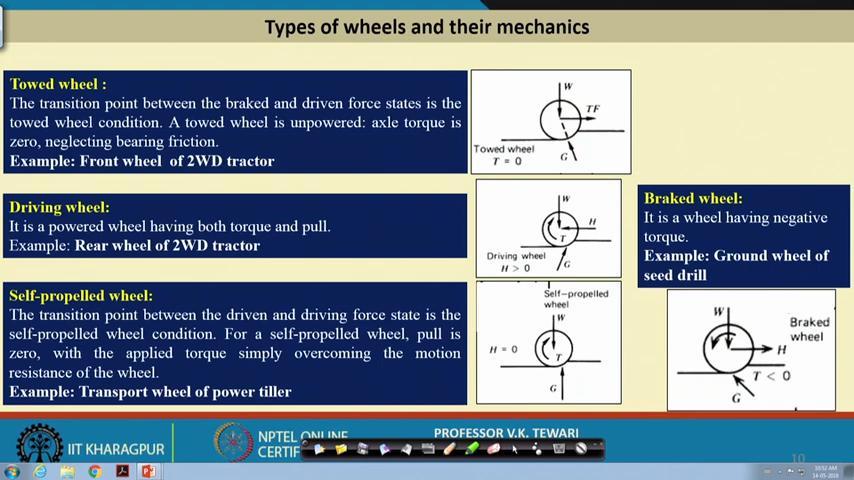 Types of wheels and their mechanics
Towed wheel :
The transition point between the braked and driven force states is the
towed wheel condition. A towed wheel is unpowered: axle torque is
zero, neglecting bearing friction.
Example: Front wheel of 2WD tractor
W
TF
Towed wheel
T = 0
G
Driving wheel:
It is a powered wheel having both torque and pull.
Example: Rear wheel of 2WD tractor
W
H
T
Driving wheel
H > 0
G
Braked wheel:
It is a wheel having negative
torque.
Example: Ground wheel of
seed drill
Self-propelled wheel:
The transition point between the driven and driving force state is the
self-propelled wheel condition. For a self-propelled wheel, pull is
zero, with the applied torque simply overcoming the motion
resistance of the wheel.
Example: Transport wheel of power tiller
Self-propelled
wheel
W
H = 0
T
G
W
Braked
wheel
H
T < 0
G
IIT KHARAGPUR
NPTEL ONLINE
CERTIF
PROFESSOR V.K. TEWARI
10
10:52 AM
14-05-2018